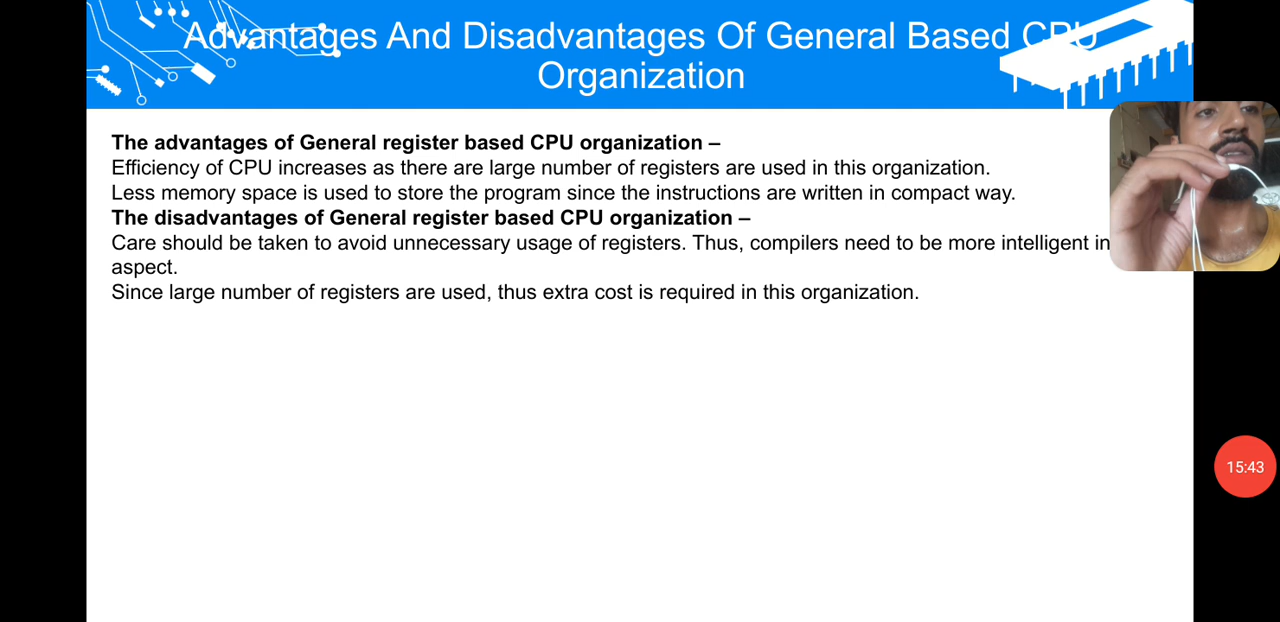 Advantages And Disadvantages Of General Based CPU
Organization
The advantages of General register based CPU organization –
Efficiency of CPU increases as there are large number of registers are used in this organization.
Less memory space is used to store the program since the instructions are written in compact way.
The disadvantages of General register based CPU organization –
Care should be taken to avoid unnecessary usage of registers. Thus, compilers need to be more intelligent in
aspect.
Since large number of registers are used, thus extra cost is required in this organization.
15:43